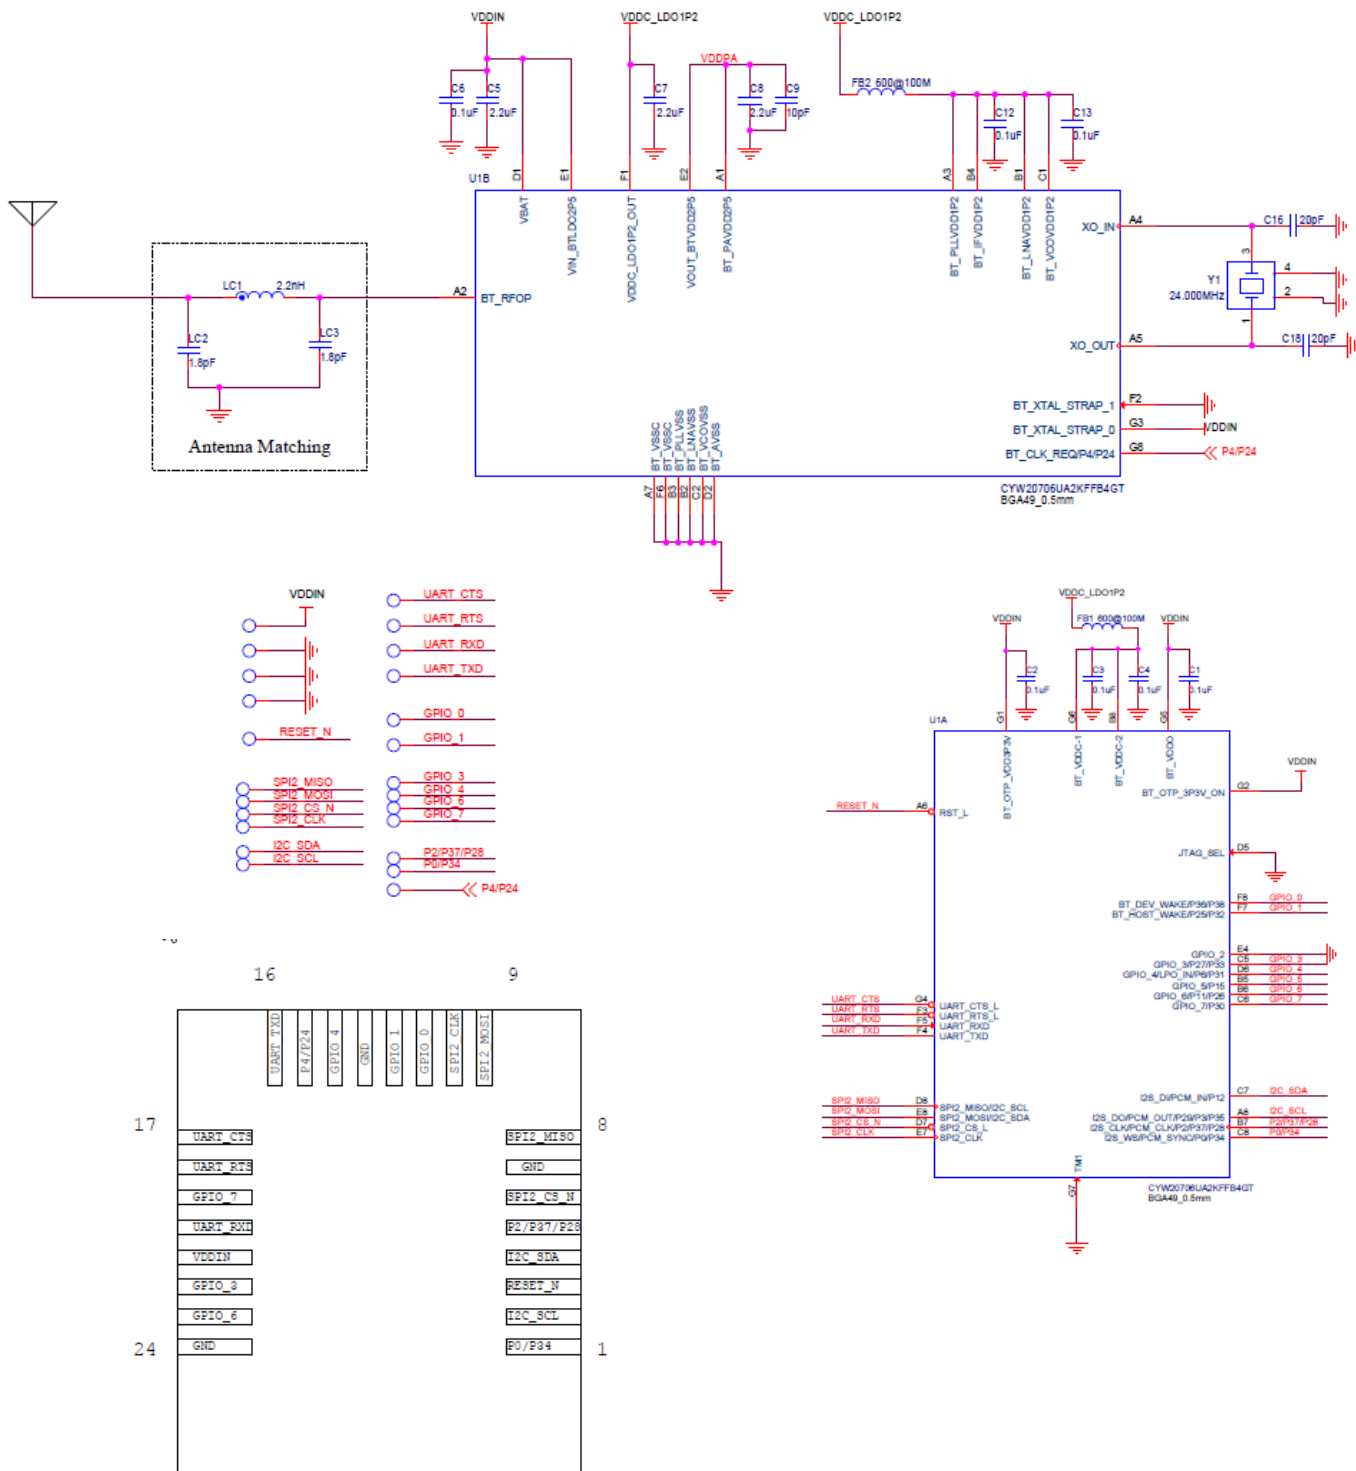 VDDIN
VDDC_LDO1P2
VDDC_LDO1P2
VDDPA
FB2 600@100M
C6
0.1uF
C5
2.2uF
C7
2.2uF
C8
2.2uF
C9
10pF
C12
0.1uF
C13
0.1uF
U1B
D1
E1
F1
E2
A1
A3
B4
B1
C1
VBAT
VIN_BTLDO2P5
VDDC_LDO1P2_OUT
VOUT_BTVDD2P5
BT_PAVDD2P5
BT_PLLVDD1P2
BT_IFVDD1P2
BT_LNAVDD1P2
BT_VCOVDD1P2
XO_IN
A4
C16
20pF
3
4
Y1
24.000MHz
2
1
LC1
2.2nH
A2
BT_RFOP
LC2
1.8pF
LC3
1.8pF
XO_OUT
A5
C18
20pF
Antenna Matching
BT_XTAL_STRAP_1
F2
BT_XTAL_STRAP_0
G3
VDDIN
BT_CLK_REQ/P4/P24
G8
P4/P24
BT_VSSC
BT_VSSC
BT_PLLVSS
BT_LNAVSS
BT_VCOVSS
BT_AVSS
A7
F6
B3
B2
C2
D2
CYW20706UA2KFFB4GT
BGA49_0.5mm
VDDIN
UART_CTS
UART_RTS
UART_RXD
UART_TXD
GPIO_0
RESET_N
GPIO_1
SPI2_MISO
SPI2_MOSI
SPI2_CS_N
SPI2_CLK
GPIO_3
GPIO_4
GPIO_6
GPIO_7
I2C_SDA
I2C_SCL
P2/P37/P28
P0/P34
P4/P24
VDDC_LDO1P2
VDDIN
FB1 600@100M
VDDIN
C2
0.1uF
C3
0.1uF
C4
0.1uF
C1
0.1uF
U1A
G1
G6
B8
G5
BT_OTP_VDD3P3V
BT_VDDC-1
BT_VDDC-2
BT_VDDO
VDDIN
BT_OTP_3P3V_ON
G2
RESET_N
A6
RST_L
JTAG_SEL
D5
BT_DEV_WAKE/P36/P38
F8
GPIO_0
BT_HOST_WAKE/P25/P32
F7
GPIO_1
GPIO_2
E4
GPIO_3/P27/P33
C5
GPIO_3
GPIO_4/LPO_IN/P6/P31
D6
GPIO_4
GPIO_5/P15
B5
GPIO_5
GPIO_6/P11/P26
B6
GPIO_6
GPIO_7/P30
C6
GPIO_7
UART_CTS
G4
UART_CTS_L
UART_RTS
F3
UART_RTS_L
UART_RXD
F5
UART_RXD
UART_TXD
F4
UART_TXD
I2S_DI/PCM_IN/P12
C7
I2C_SDA
SPI2_MISO
D8
SPI2_MISO/I2C_SCL
SPI2_MOSI
E8
SPI2_MOSI/I2C_SDA
SPI2_CS_N
D7
SPI2_CS_L
SPI2_CLK
E7
SPI2_CLK
I2S_DO/PCM_OUT/P29/P3/P35
A8
I2C_SCL
I2S_CLK/PCM_CLK/P2/P37/P28
B7
P2/P37/P28
I2S_WS/PCM_SYNC/P0/P34
C8
P0/P34
TM1
G7
CYW20706UA2KFFB4GT
BGA49_0.5mm
16
9
UART_TXD
P4/P24
GPIO_4
GND
GPIO_1
GPIO_0
SPI2_CLK
SPI2_MOSI
17
8
UART_CTS
SPI2_MISO
UART_RTS
GND
GPIO_7
SPI2_CS_N
UART_RXD
P2/P37/P28
VDDIN
I2C_SDA
GPIO_3
RESET_N
GPIO_6
I2C_SCL
24
GND
P0/P34
1